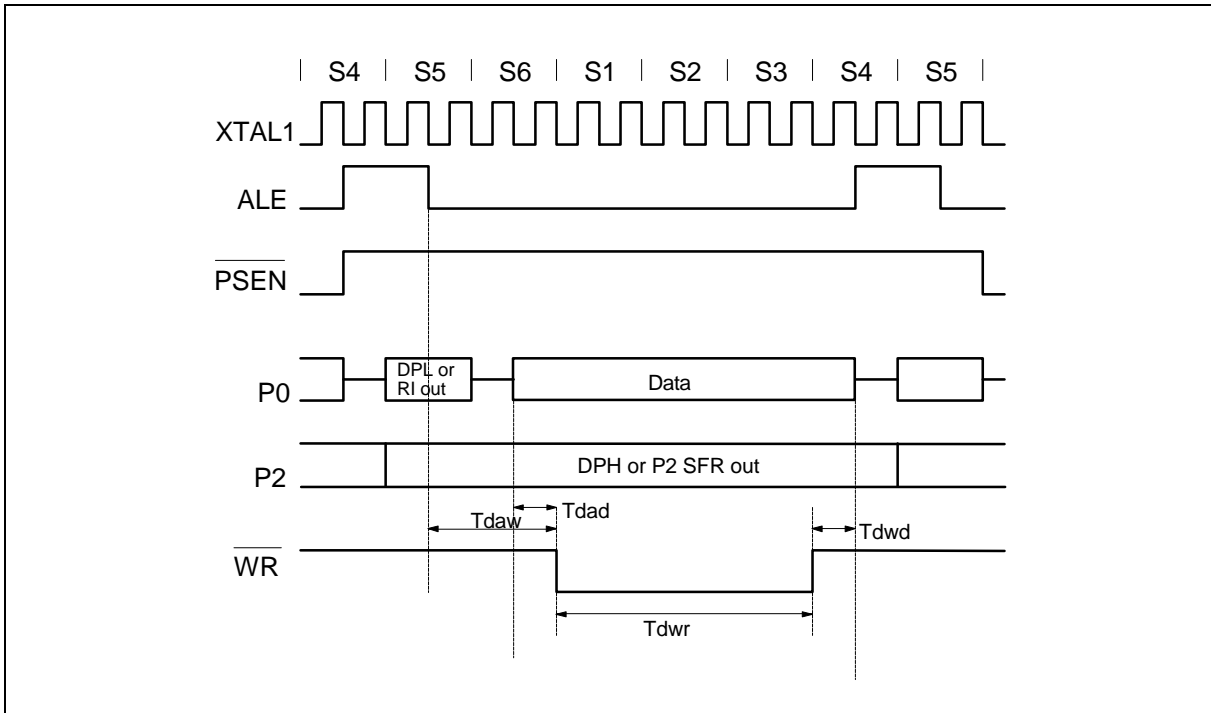 S4 S5 S6 S1 S2 S3 S4 S5
XTAL1
ALE
PSEN
P0
DPL or
RI out
Data
P2
DPH or P2 SFR out
Tdaw
Tdad
Tdwd
WR
Tdwr